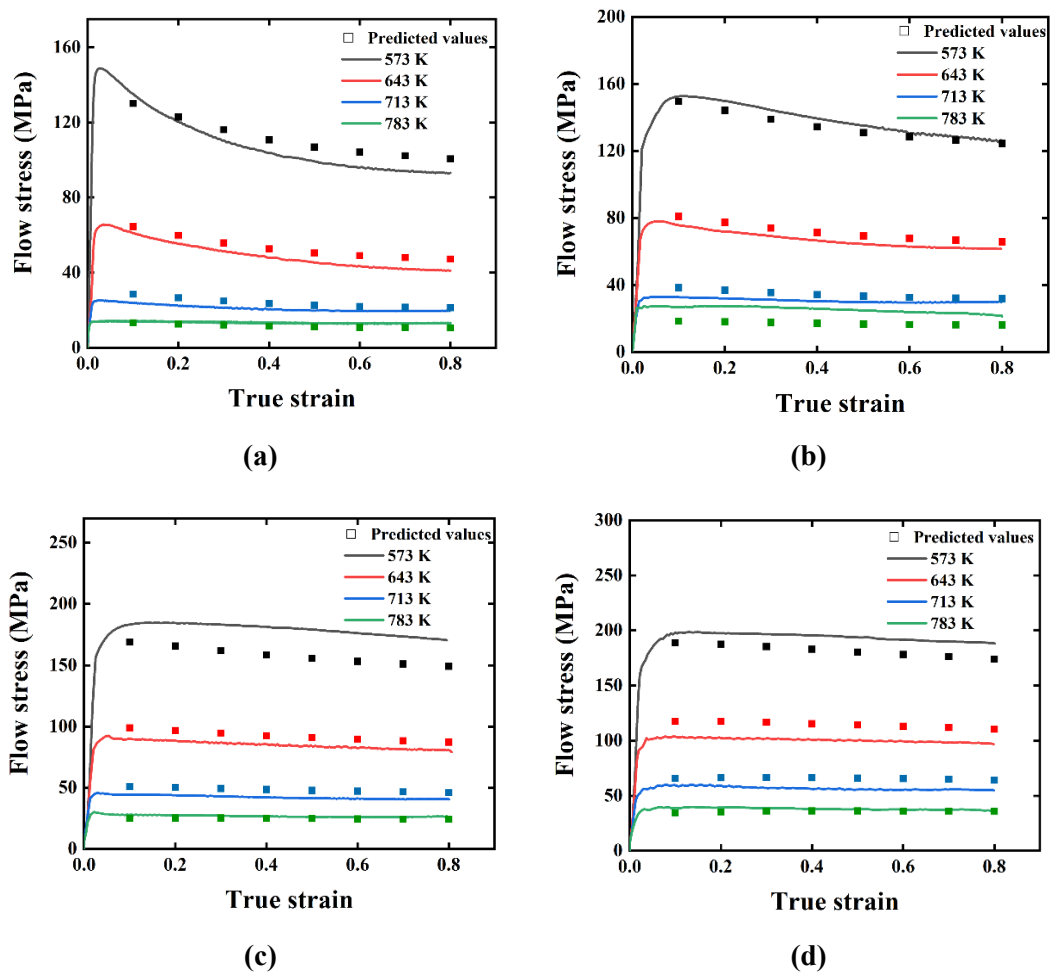 160
120
80
40
0
0.0 0.2 0.4 0.6 0.8
Flow stress (MPa)
True strain
Predicted values
573 K
643 K
713 K
783 K
(a)
200
160
120
80
40
0
0.0 0.2 0.4 0.6 0.8
Flow stress (MPa)
True strain
Predicted values
573 K
643 K
713 K
783 K
(b)
250
200
150
100
50
0
0.0 0.2 0.4 0.6 0.8
Flow stress (MPa)
True strain
Predicted values
573 K
643 K
713 K
783 K
(c)
300
250
200
150
100
50
0
0.0 0.2 0.4 0.6 0.8
Flow stress (MPa)
True strain
Predicted values
573 K
643 K
713 K
783 K
(d)